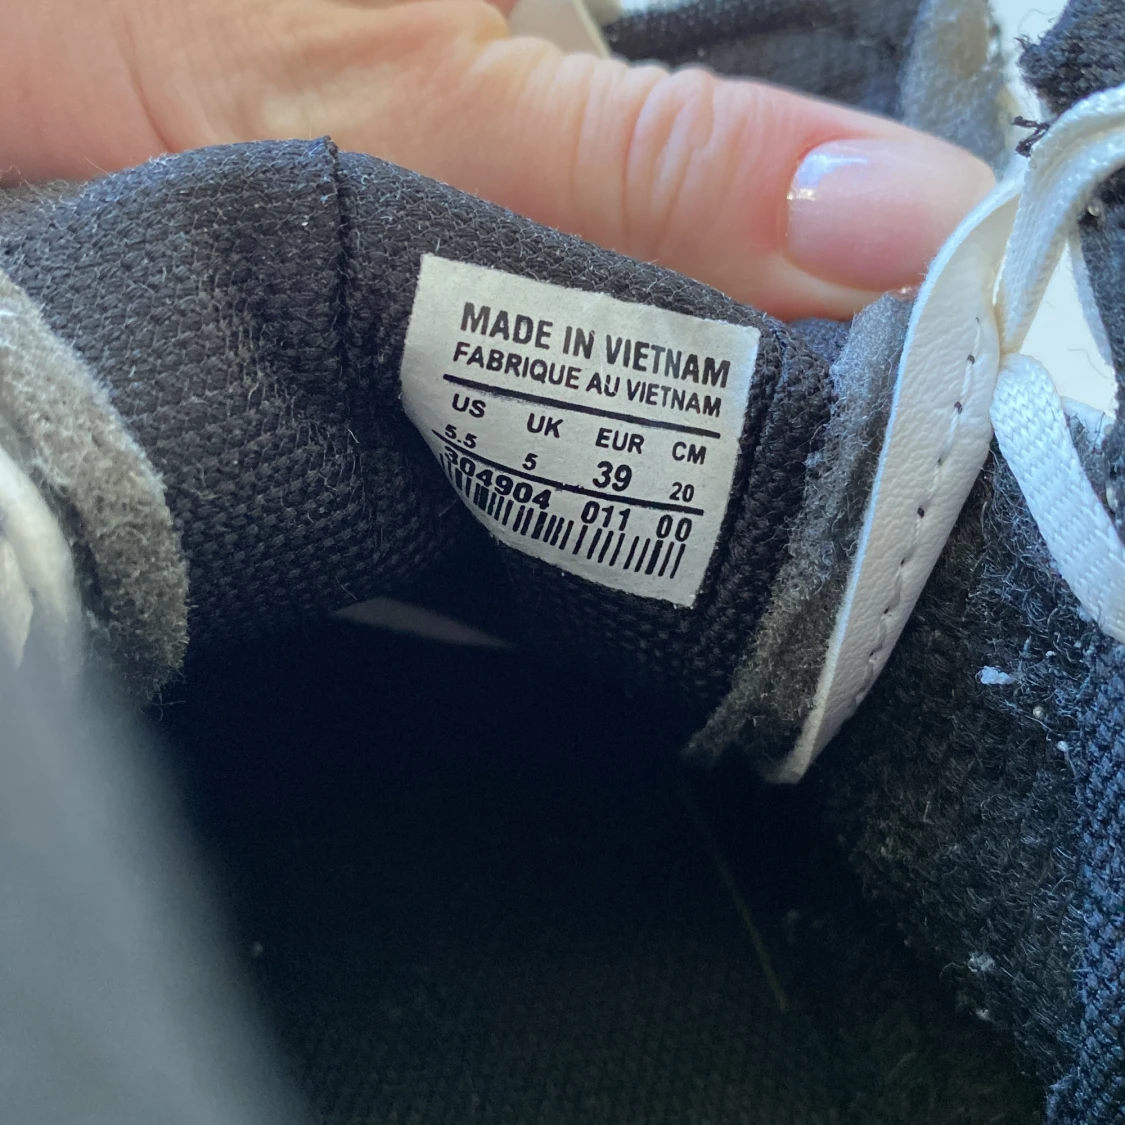 MADE IN VIETNAM
FABRIQUE AU VIETNAM
US UK EUR CM
5.5 5 39 20
304904 011 00